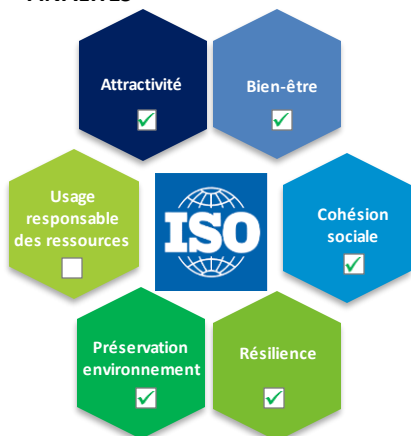 Attractivité
Bien-être
Usage
responsable
des ressources
ISO
Cohésion
sociale
Préservation
environnement
Résilience